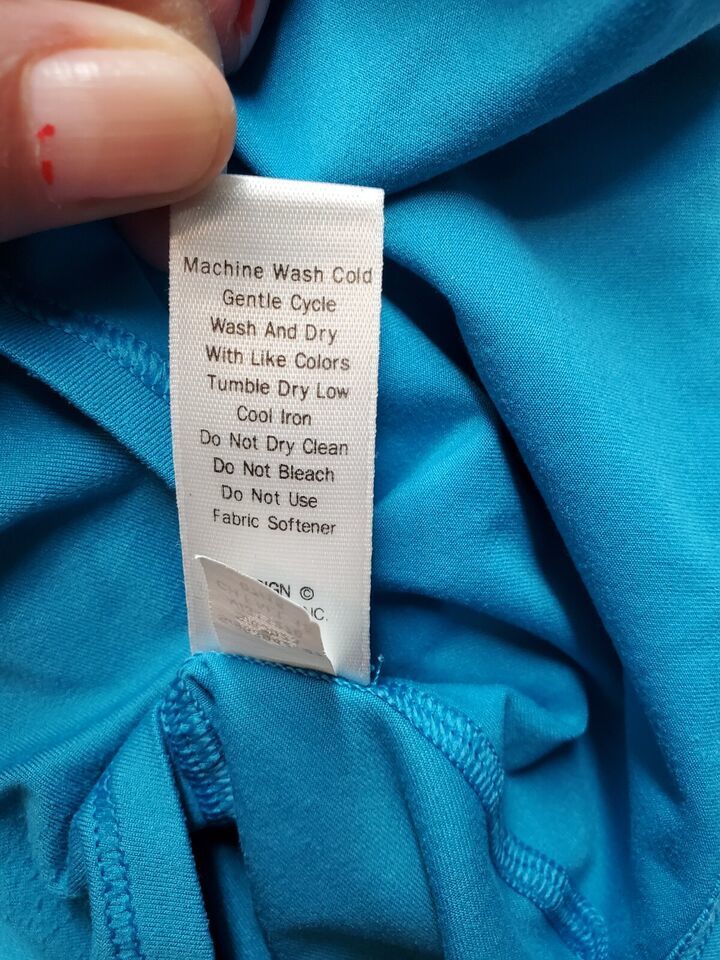 Machine Wash Cold
Gentle Cycle
Wash And Dry
With Like Colors
Tumble Dry Low
Cool Iron
Do Not Dry Clean
Do Not Bleach
Do Not Use
Fabric Softener
©